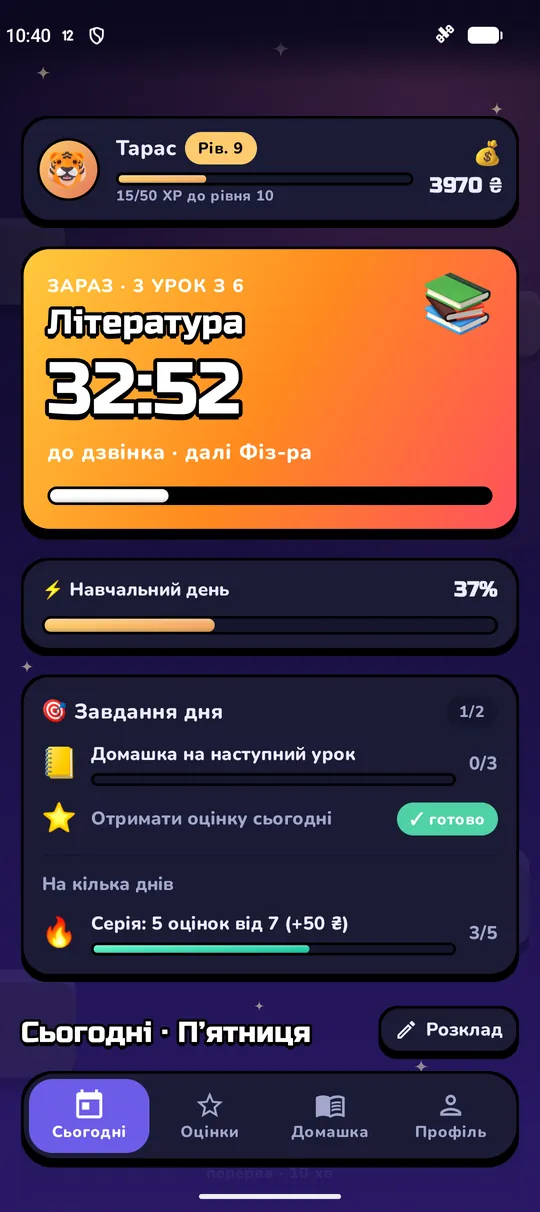 10:40 12
Тарас Рів. 9
15/50 XP до рівня 10
3970 ₴
ЗАРАЗ · 3 УРОК З 6
Література
32:52
до дзвінка · далі Фіз-ра
Навчальний день 37%
Завдання дня 1/2
Домашка на наступний урок 0/3
Отримати оцінку сьогодні ✓ готово
На кілька днів
Серія: 5 оцінок від 7 (+50 ₴) 3/5
Сьогодні · П’ятниця Розклад
Сьогодні Оцінки Домашка Профіль
перерва · 10 хв